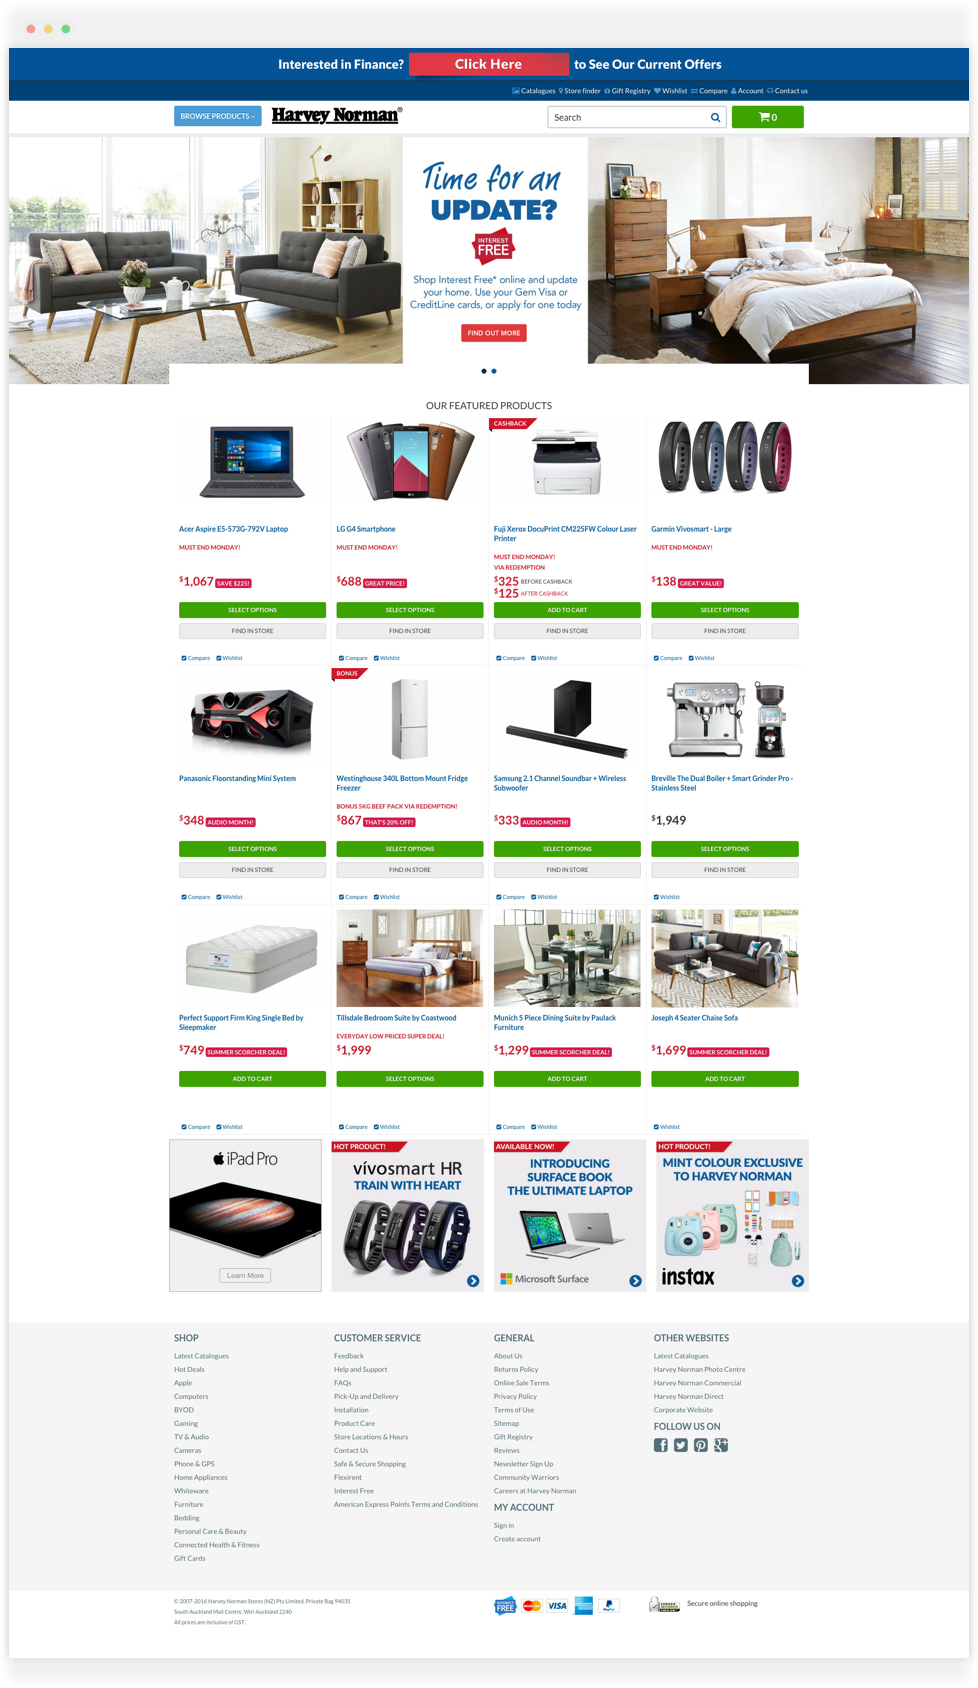 Interested in Finance? Click Here to See Our Current Offers
Catalogues Store finder Gift Registry Wishlist Compare Account Contact us
BROWSE PRODUCTS Harvey Norman® Search 0
Time for an
UPDATE?
INTEREST
FREE
Shop Interest Free* online and update
your home. Use your Gem Visa or
CreditLine cards, or apply for one today
FIND OUT MORE
OUR FEATURED PRODUCTS
CASHBACK
Acer Aspire E5-573G-792V Laptop
MUST END MONDAY!
$1,067 SAVE $225!
SELECT OPTIONS
FIND IN STORE
Compare Wishlist
LG G4 Smartphone
MUST END MONDAY!
$688 GREAT PRICE!
SELECT OPTIONS
FIND IN STORE
Compare Wishlist
Fuji Xerox DocuPrint CM225FW Colour Laser
Printer
MUST END MONDAY!
VIA REDEMPTION
$325 BEFORE CASHBACK
$125 AFTER CASHBACK
ADD TO CART
FIND IN STORE
Compare Wishlist
Garmin Vivosmart - Large
MUST END MONDAY!
$138 GREAT VALUE!
SELECT OPTIONS
FIND IN STORE
Compare Wishlist
Panasonic Floorstanding Mini System
$348 AUDIO MONTH!
SELECT OPTIONS
FIND IN STORE
Compare Wishlist
BONUS
Westinghouse 340L Bottom Mount Fridge
Freezer
BONUS 5KG BEEF PACK VIA REDEMPTION!
$867 THAT'S 20% OFF!
SELECT OPTIONS
FIND IN STORE
Compare Wishlist
Samsung 2.1 Channel Soundbar + Wireless
Subwoofer
$333 AUDIO MONTH!
SELECT OPTIONS
FIND IN STORE
Compare Wishlist
Breville The Dual Boiler + Smart Grinder Pro -
Stainless Steel
$1,949
SELECT OPTIONS
FIND IN STORE
Wishlist
Perfect Support Firm King Single Bed by
Sleepmaker
$749 SUMMER SCORCHER DEAL!
ADD TO CART
Compare Wishlist
Tillsdale Bedroom Suite by Coastwood
EVERYDAY LOW PRICED SUPER DEAL!
$1,999
SELECT OPTIONS
Compare Wishlist
Munich 5 Piece Dining Suite by Paulack
Furniture
$1,299 SUMMER SCORCHER DEAL!
ADD TO CART
Compare Wishlist
Joseph 4 Seater Chaise Sofa
$1,699 SUMMER SCORCHER DEAL!
ADD TO CART
Wishlist
iPad Pro
Learn More
HOT PRODUCT!
vívosmart HR
TRAIN WITH HEART
AVAILABLE NOW!
INTRODUCING
SURFACE BOOK
THE ULTIMATE LAPTOP
Microsoft Surface
HOT PRODUCT!
MINT COLOUR EXCLUSIVE
TO HARVEY NORMAN
instax
SHOP
Latest Catalogues
Hot Deals
Apple
Computers
BYOD
Gaming
TV & Audio
Cameras
Phone & GPS
Home Appliances
Whiteware
Furniture
Bedding
Personal Care & Beauty
Connected Health & Fitness
Gift Cards
CUSTOMER SERVICE
Feedback
Help and Support
FAQs
Pick-Up and Delivery
Installation
Product Care
Store Locations & Hours
Contact Us
Safe & Secure Shopping
Flexirent
Interest Free
American Express Points Terms and Conditions
GENERAL
About Us
Returns Policy
Online Sale Terms
Privacy Policy
Terms of Use
Sitemap
Gift Registry
Reviews
Newsletter Sign Up
Community Warriors
Careers at Harvey Norman
MY ACCOUNT
Sign in
Create account
OTHER WEBSITES
Latest Catalogues
Harvey Norman Photo Centre
Harvey Norman Commercial
Harvey Norman Direct
Corporate Website
FOLLOW US ON
© 2007-2016 Harvey Norman Stores (NZ) Pty Limited, Private Bag 94035
South Auckland Mail Centre, Wiri Auckland 2240
All prices are inclusive of GST.
INTEREST
FREE
MasterCard
VISA
PayPal
Secure online shopping